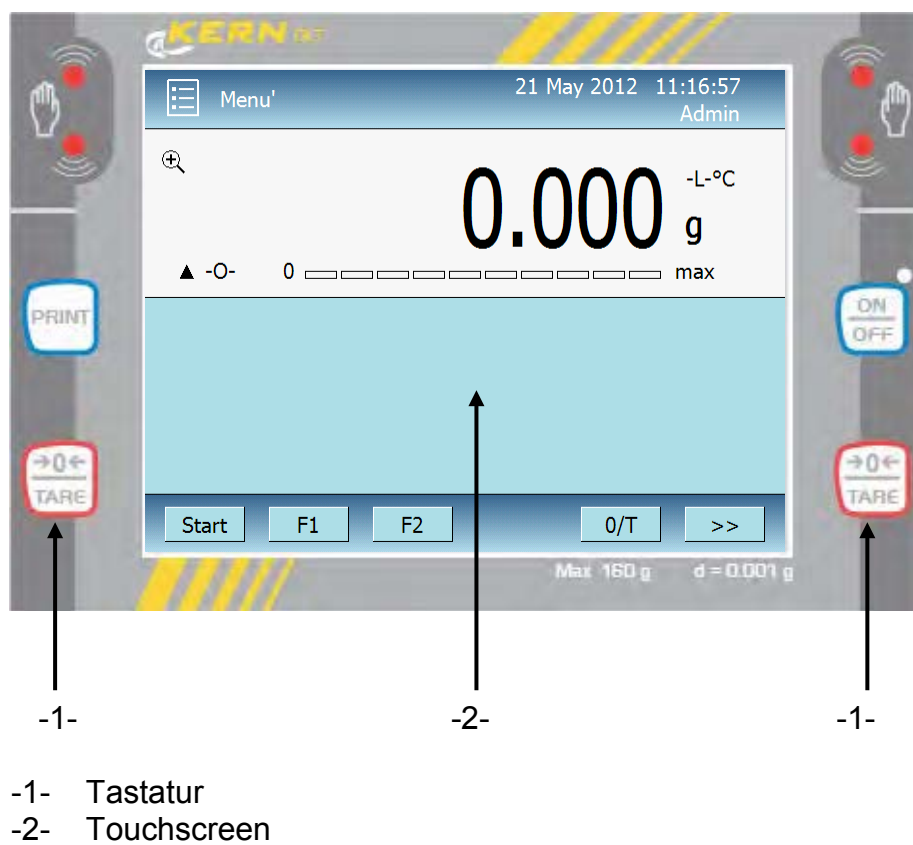 KERN
Menu'
21 May 2012 11:16:57
Admin
0.000
-L-°C
g
▲ -O- 0
max
PRINT
ON
OFF
→0←
TARE
→0←
TARE
Start F1 F2 0/T >>
Max 160 g d = 0.001 g
-1- -2- -1-
-1- Tastatur
-2- Touchscreen